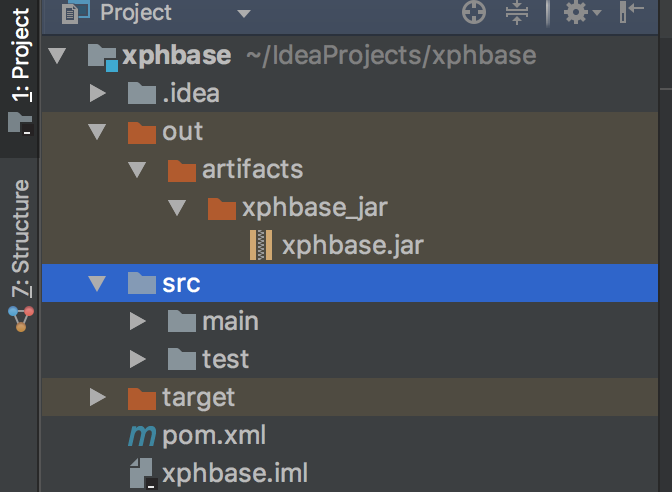 Project
1: Project
xphbase ~/IdeaProjects/xphbase
.idea
out
artifacts
xphbase_jar
xphbase.jar
src
main
test
target
pom.xml
xphbase.iml
7: Structure